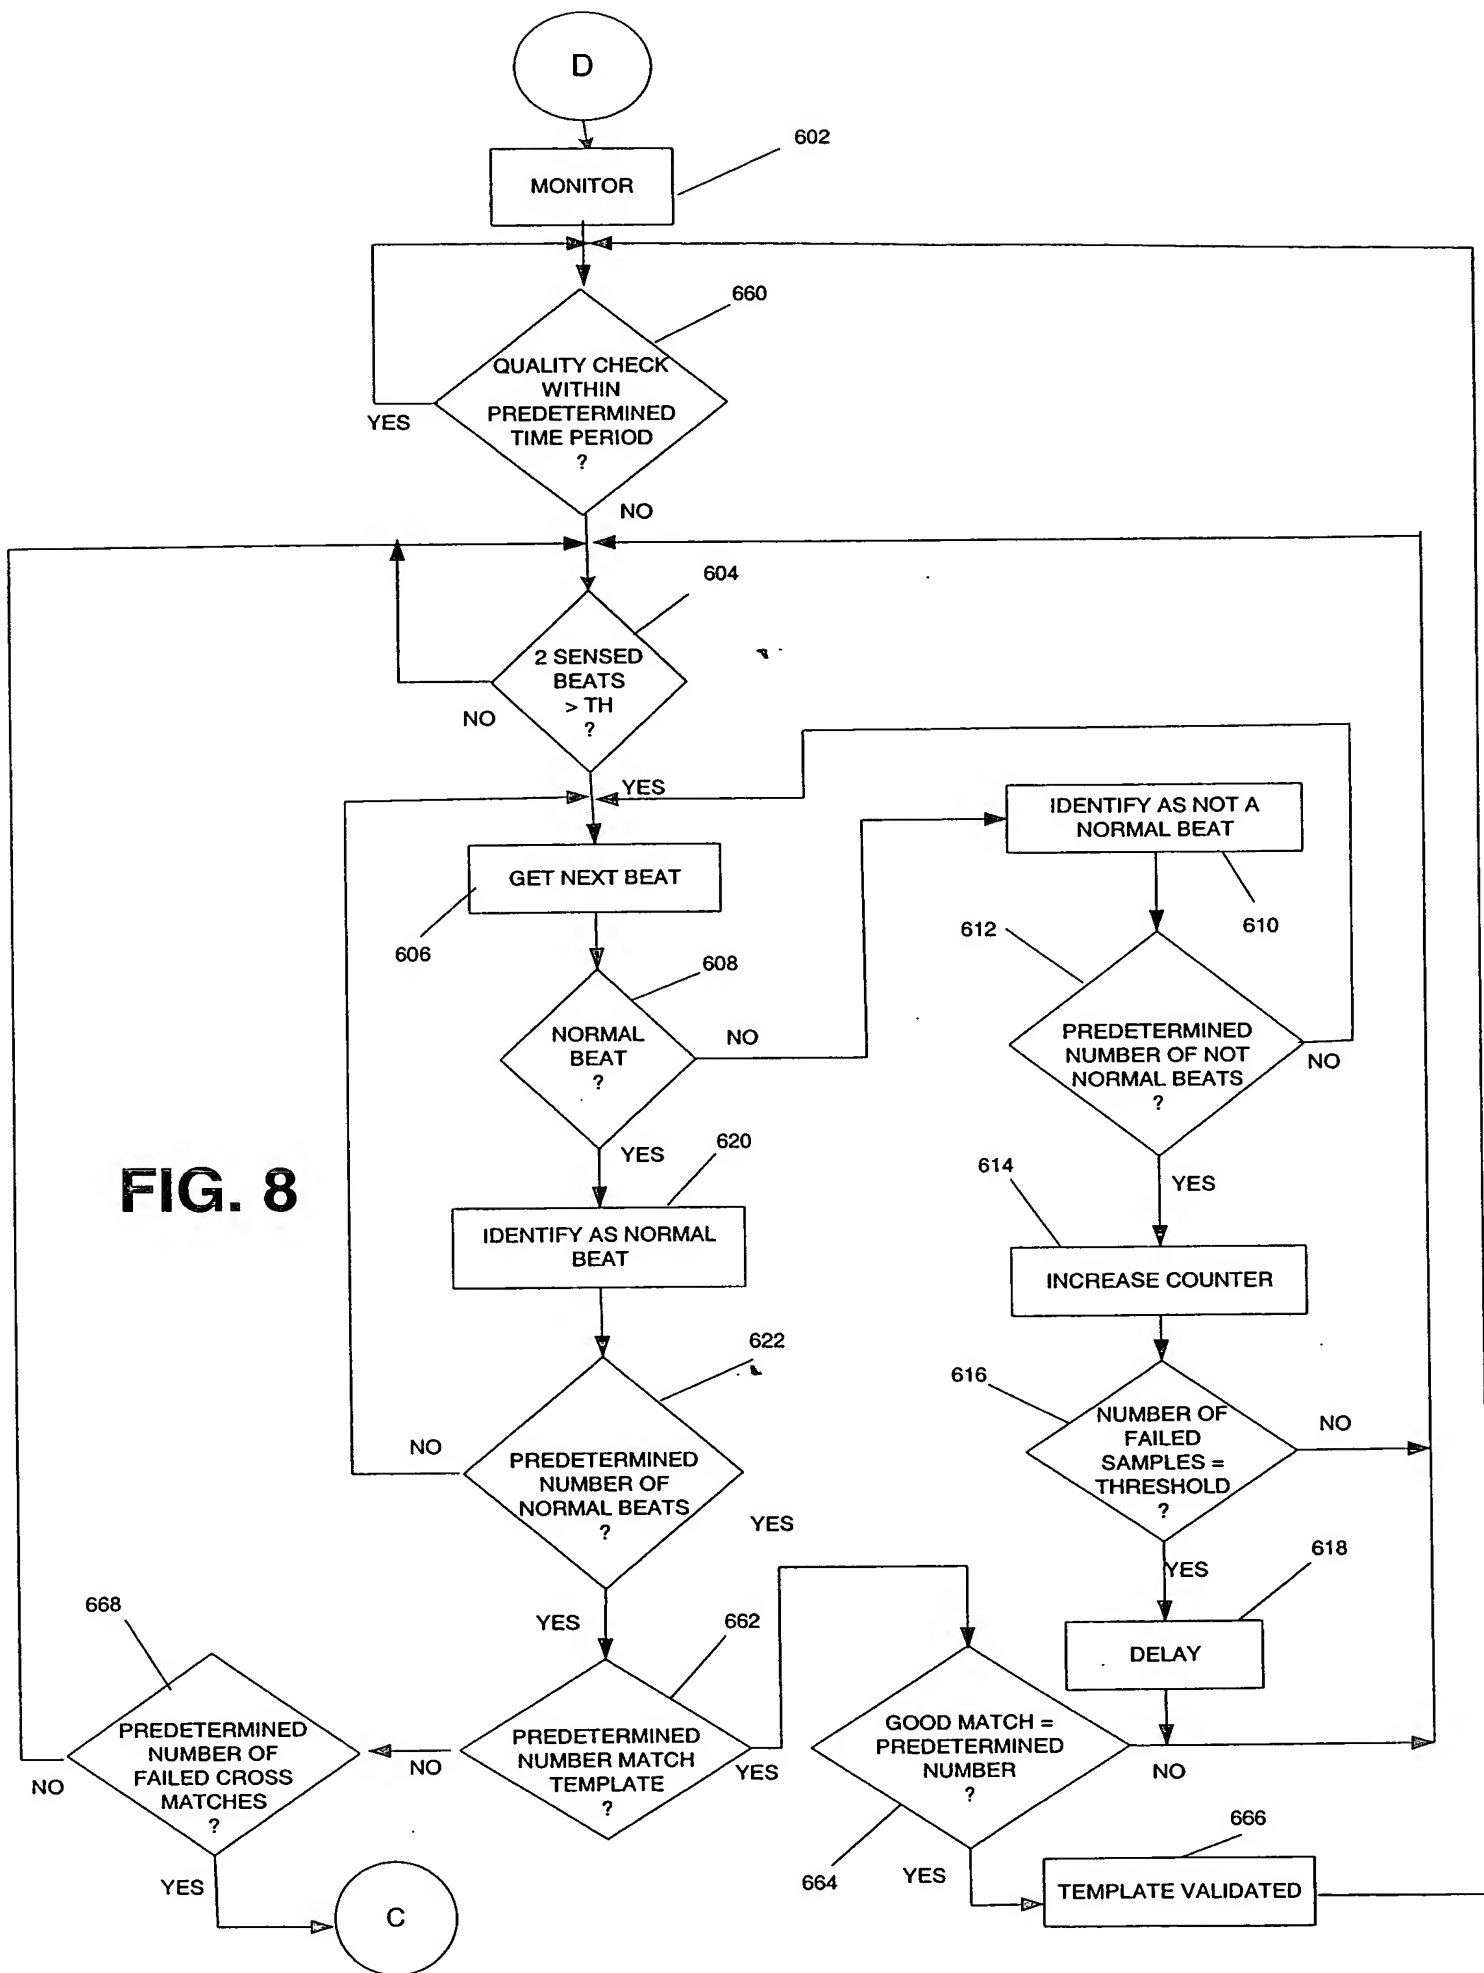 D
602
MONITOR
660
QUALITY CHECK
WITHIN
PREDETERMINED
TIME PERIOD
?
YES
NO
604
2 SENSED
BEATS
> TH
?
NO
YES
IDENTIFY AS NOT A
NORMAL BEAT
610
GET NEXT BEAT
606
612
608
NORMAL
BEAT
?
NO
PREDETERMINED
NUMBER OF NOT
NORMAL BEATS
?
NO
YES
620
YES
614
FIG. 8
IDENTIFY AS NORMAL
BEAT
INCREASE COUNTER
622
616
NUMBER OF
FAILED
SAMPLES =
THRESHOLD
?
NO
NO
PREDETERMINED
NUMBER OF
NORMAL BEATS
?
YES
YES
618
668
YES
662
DELAY
PREDETERMINED
NUMBER OF
FAILED CROSS
MATCHES
?
NO
NO
PREDETERMINED
NUMBER MATCH
TEMPLATE
?
YES
GOOD MATCH =
PREDETERMINED
NUMBER
?
NO
664
666
YES
YES
TEMPLATE VALIDATED
C